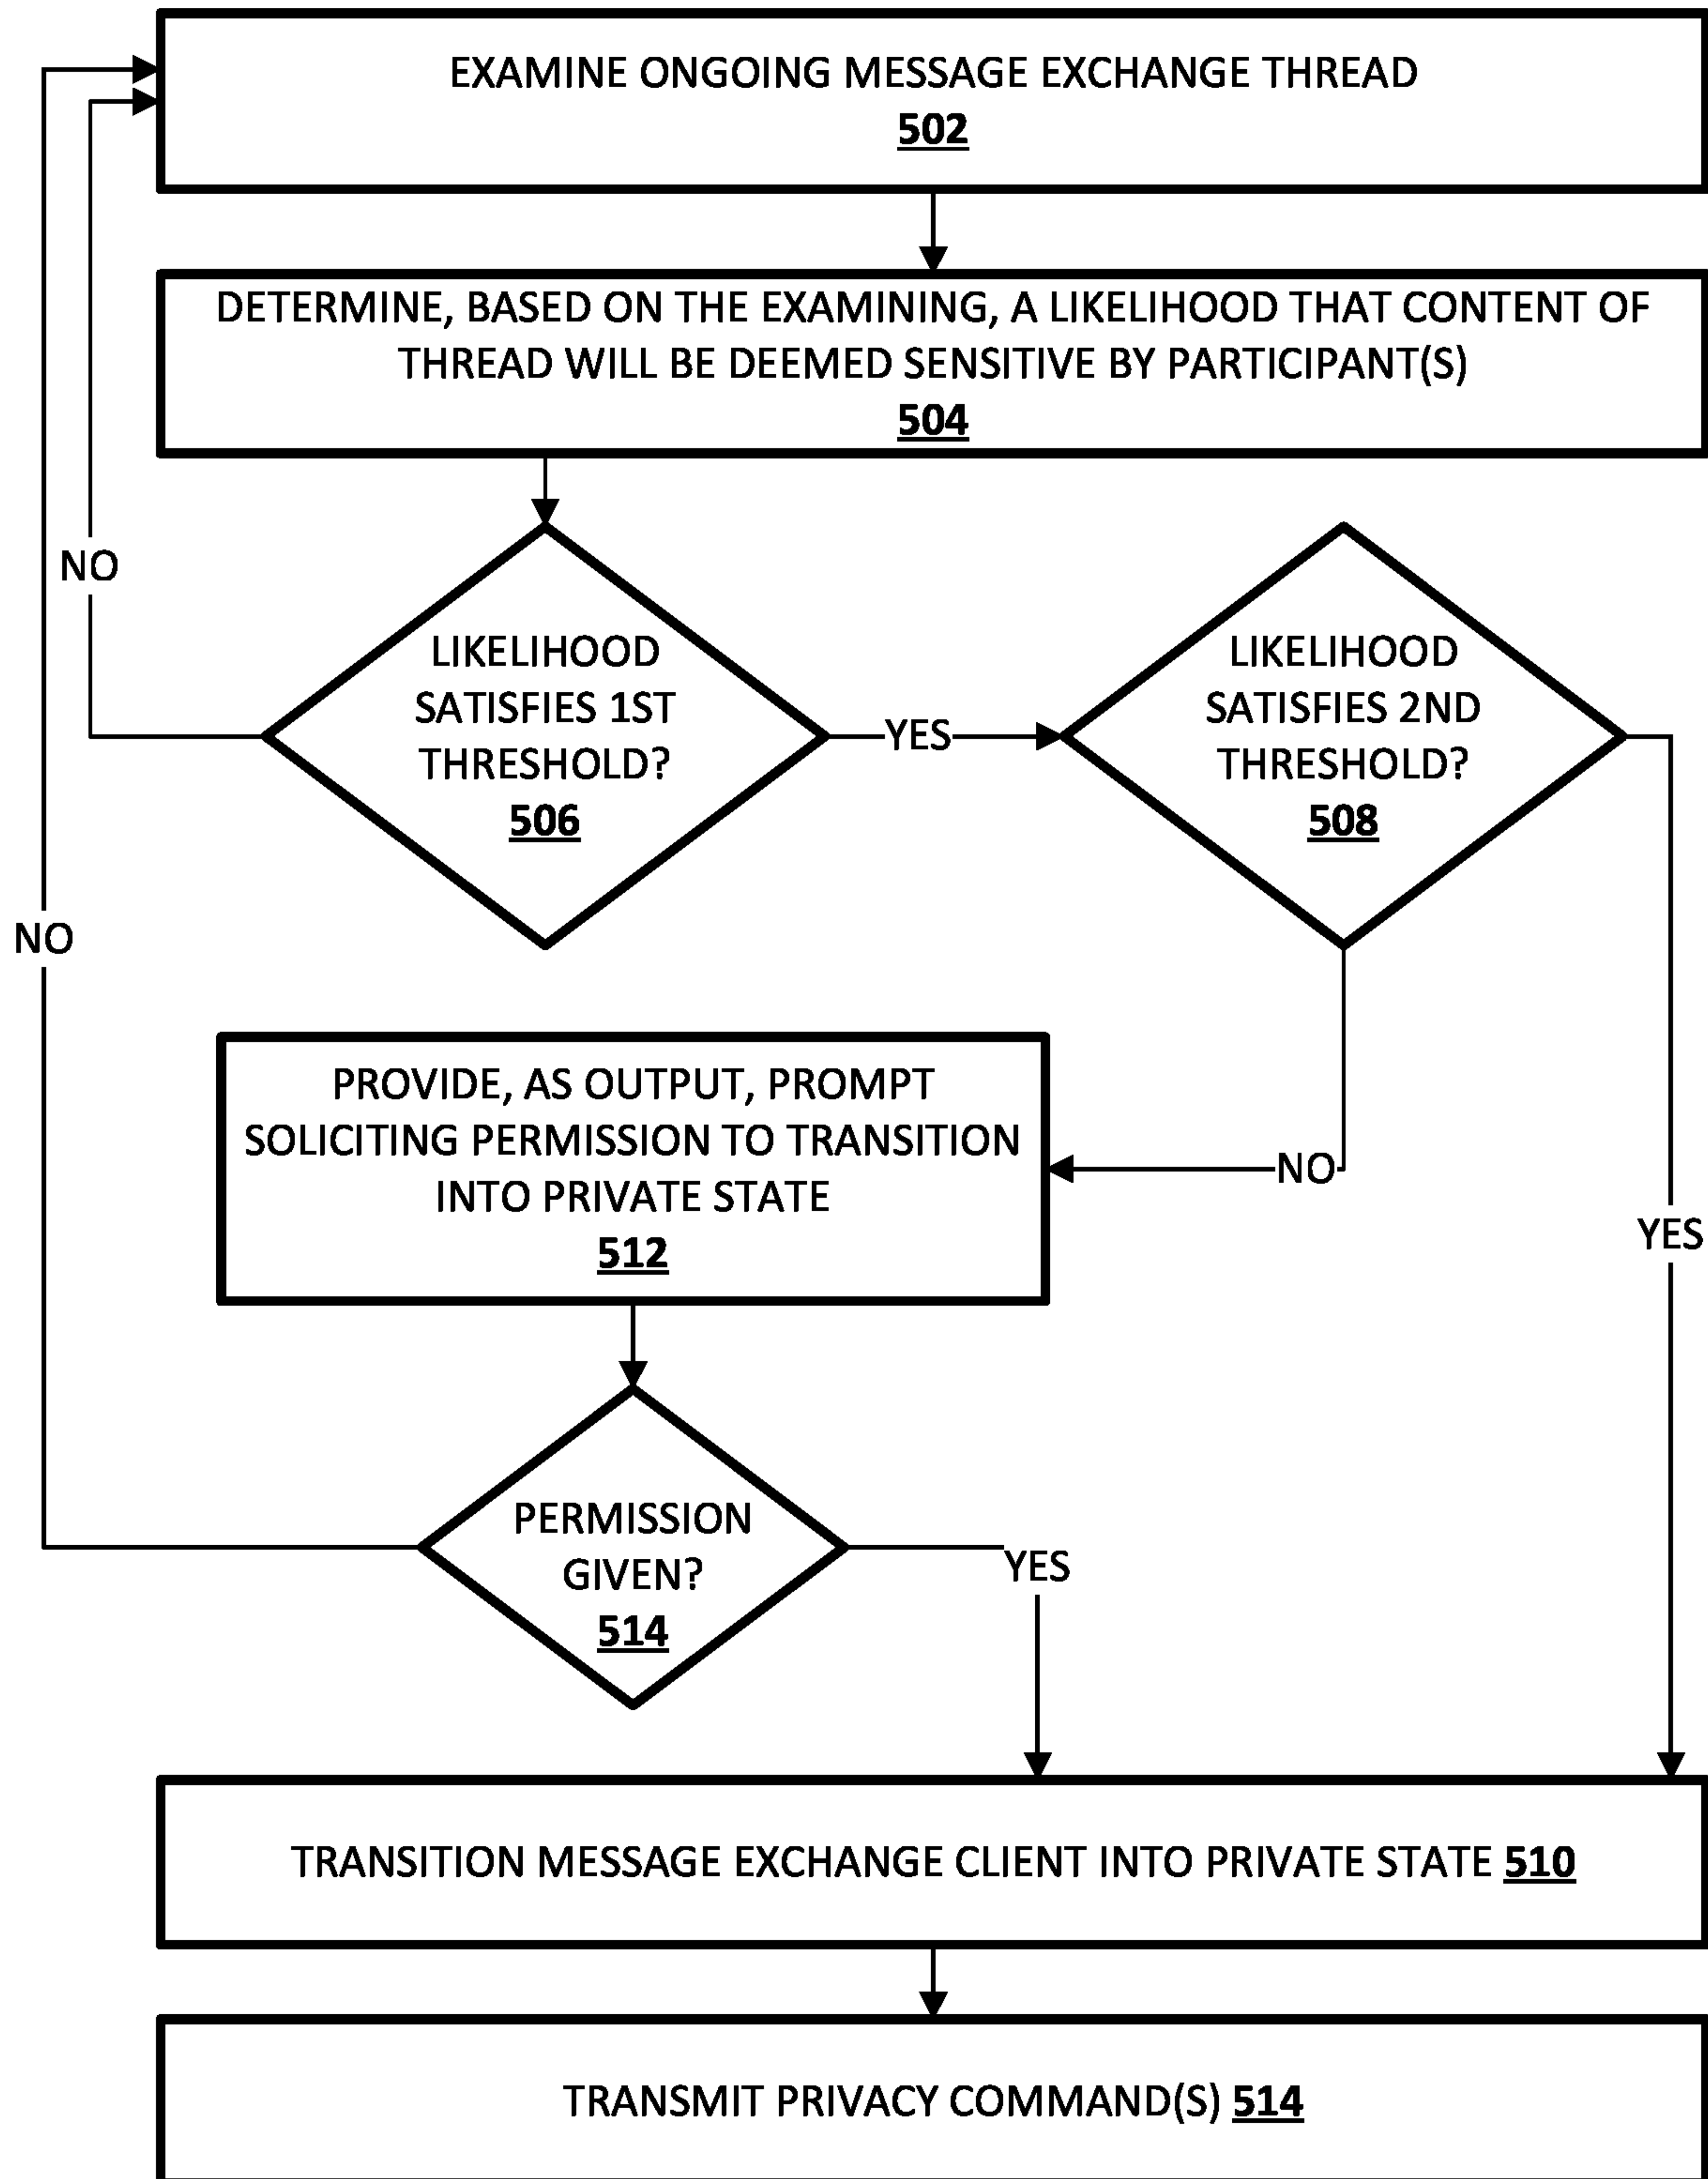 EXAMINE ONGOING MESSAGE EXCHANGE THREAD
502
DETERMINE, BASED ON THE EXAMINING, A LIKELIHOOD THAT CONTENT OF
THREAD WILL BE DEEMED SENSITIVE BY PARTICIPANT(S)
504
NO
LIKELIHOOD
SATISFIES 1ST
THRESHOLD?
506
YES
LIKELIHOOD
SATISFIES 2ND
THRESHOLD?
508
NO
PROVIDE, AS OUTPUT, PROMPT
SOLICITING PERMISSION TO TRANSITION
INTO PRIVATE STATE
512
NO
YES
PERMISSION
GIVEN?
514
YES
TRANSITION MESSAGE EXCHANGE CLIENT INTO PRIVATE STATE 510
TRANSMIT PRIVACY COMMAND(S) 514